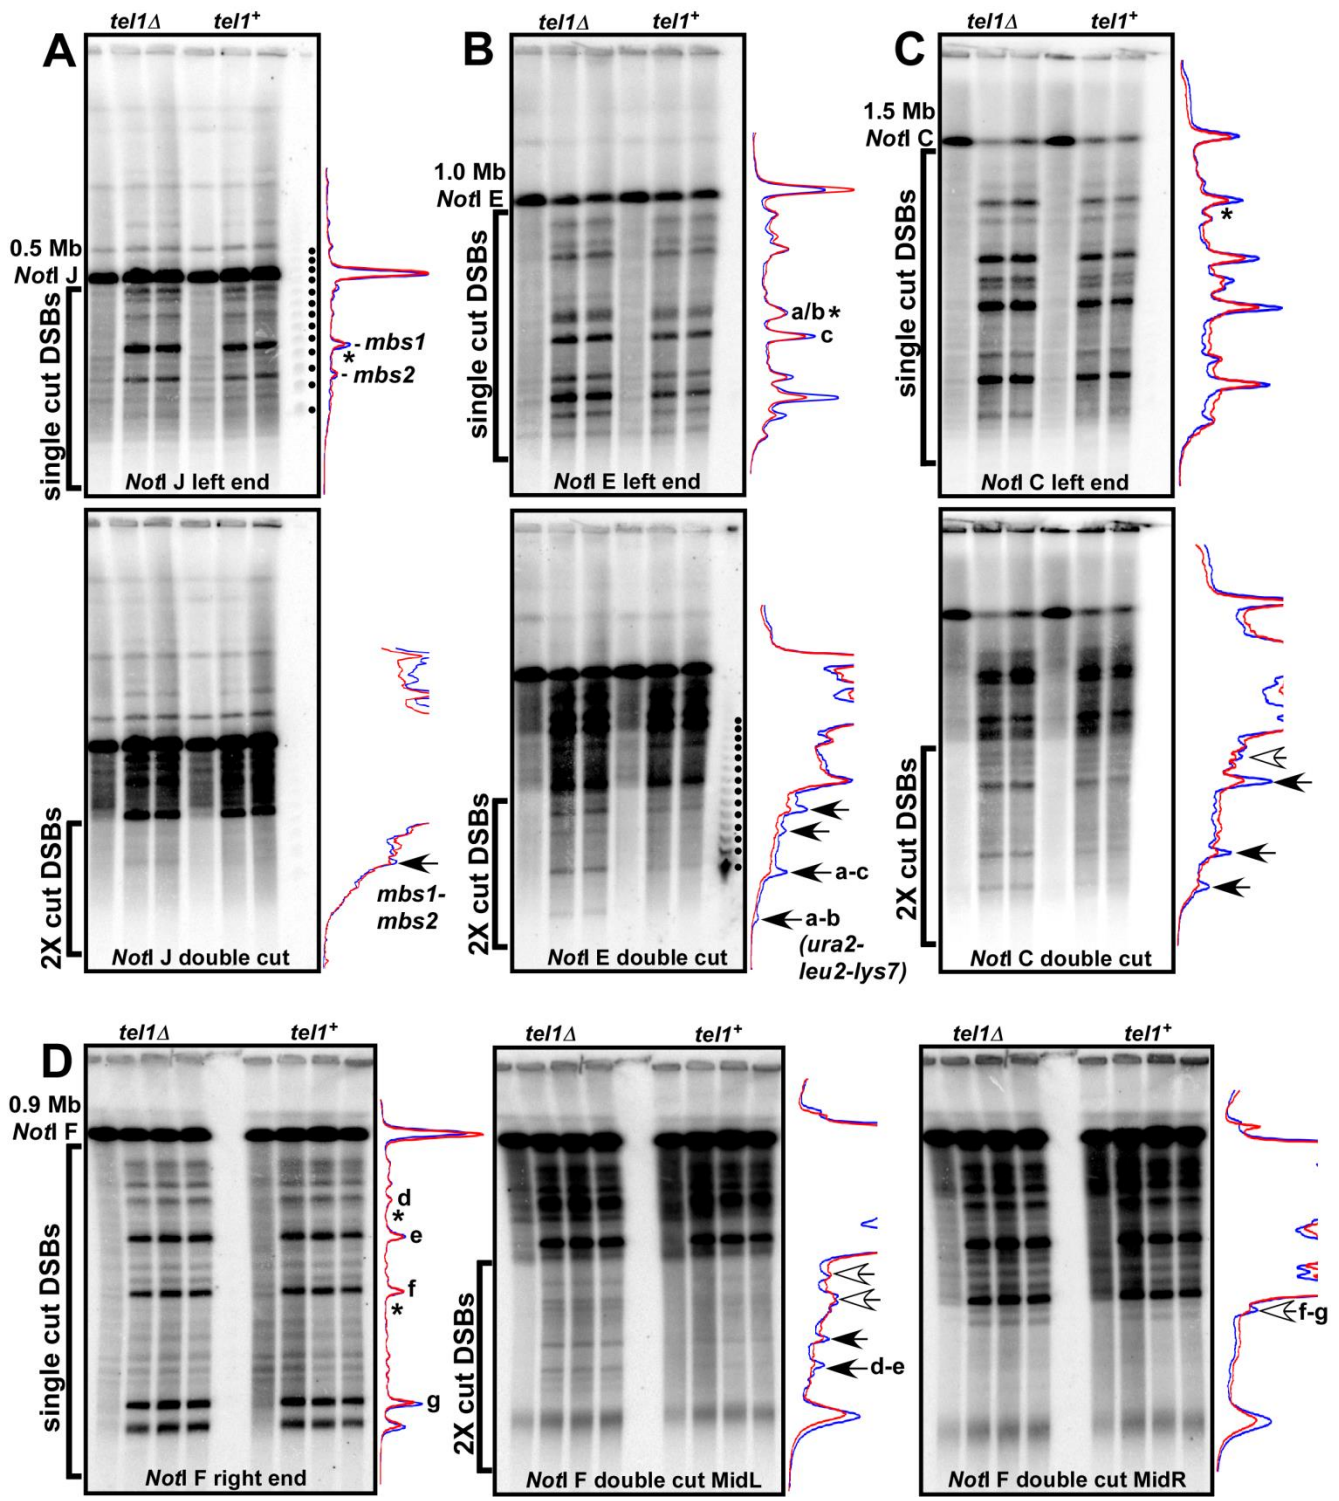 tel1Δ tel1+
A
0.5 Mb
NotI J
single cut DSBs
- mbs1
*
- mbs2
NotI J left end
2X cut DSBs
mbs1-
mbs2
NotI J double cut
tel1Δ tel1+
B
1.0 Mb
NotI E
single cut DSBs
a/b *
c
NotI E left end
2X cut DSBs
a-c
a-b
(ura2-
leu2-lys7)
NotI E double cut
tel1Δ tel1+
C
1.5 Mb
NotI C
single cut DSBs
*
NotI C left end
2X cut DSBs
NotI C double cut
tel1Δ tel1+
D
0.9 Mb
NotI F
single cut DSBs
d
*
e
f
*
g
NotI F right end
tel1Δ tel1+
2X cut DSBs
d-e
NotI F double cut MidL
tel1Δ tel1+
f-g
NotI F double cut MidR